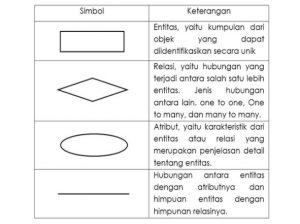 Simbol Keterangan
Entitas, yaitu kumpulan dari
objek yang dapat
diidentifikasikan secara unik
Relasi, yaitu hubungan yang
terjadi antara salah satu lebih
entitas. Jenis hubungan
antara lain. one to one, One
to many, dan many to many.
Atribut, yaitu karakteristik dari
entitas atau relasi yang
merupakan penjelasan detail
tentang entitas.
Hubungan antara entitas
dengan atributnya dan
himpuan entitas dengan
himpunan relasinya.